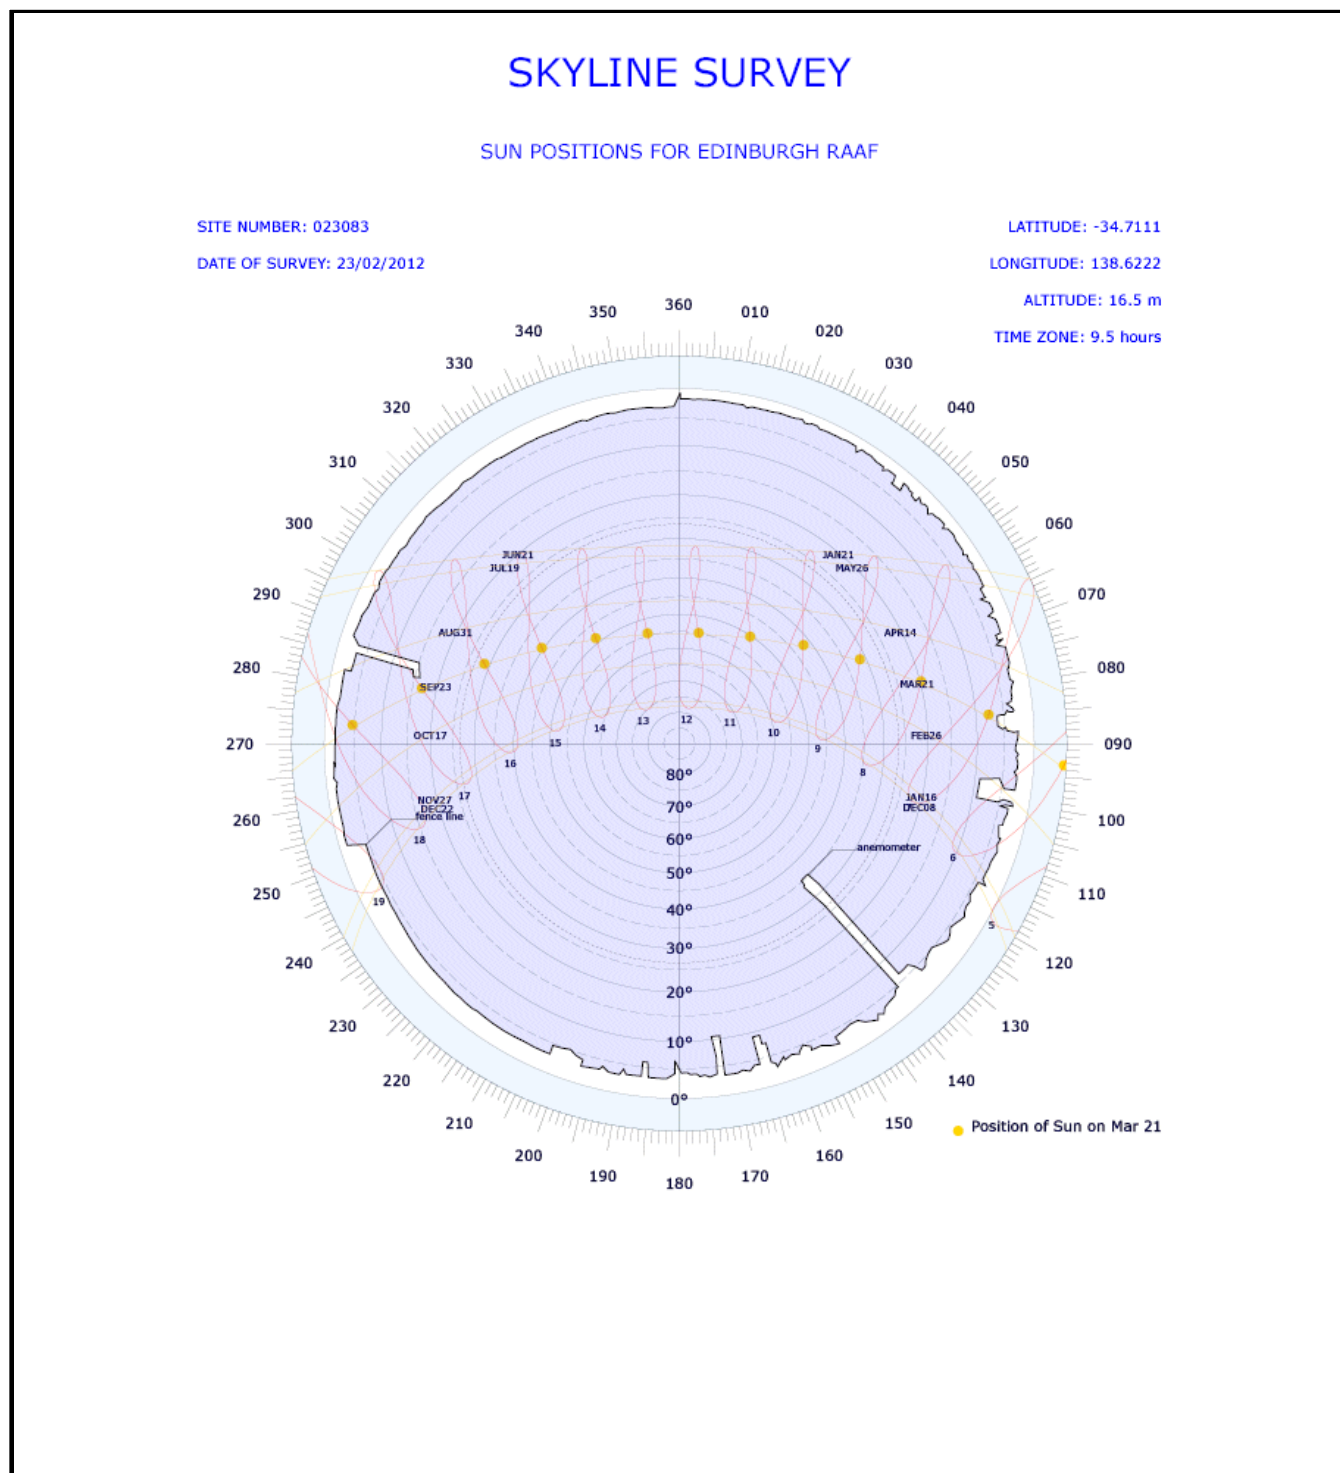 SKYLINE SURVEY
SUN POSITIONS FOR EDINBURGH RAAF
SITE NUMBER: 023083
LATITUDE: -34.7111
DATE OF SURVEY: 23/02/2012
LONGITUDE: 138.6222
ALTITUDE: 16.5 m
TIME ZONE: 9.5 hours
360
350
010
340
020
330
030
320
040
310
050
300
060
290
070
280
080
270
090
260
100
250
110
240
120
230
130
220
140
210
150
200
160
190
170
180
JUN21
JAN21
JUL19
MAY26
AUG31
APR14
SEP23
MAR21
OCT17
FEB26
NOV27
JAN16
DEC22
DEC08
fence line
anemometer
19
18
17
16
15
14
13
12
11
10
9
8
7
6
5
80°
70°
60°
50°
40°
30°
20°
10°
0°
Position of Sun on Mar 21